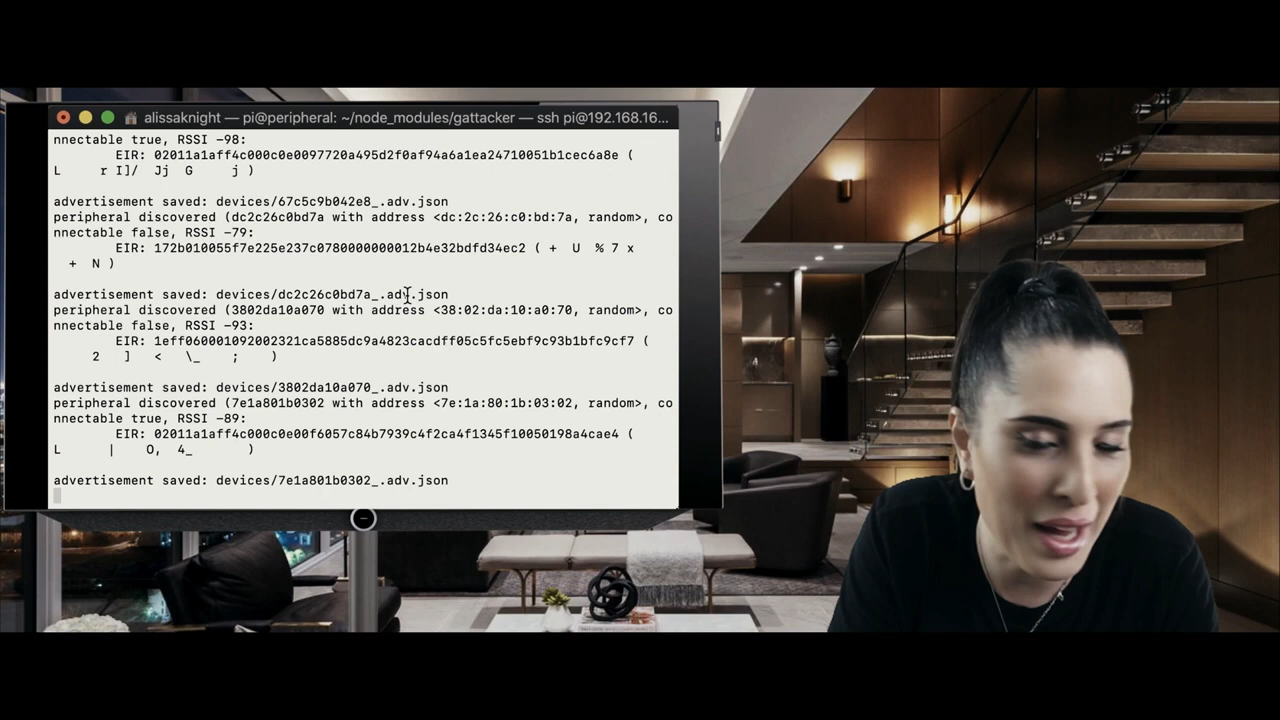 alissaknight — pi@peripheral: ~/node_modules/gattacker — ssh pi@192.168.16...
nnectable true, RSSI -98:
EIR: 02011a1aff4c000c0e0097720a495d2f0af94a6a1ea24710051b1cec6a8e (
L r I]/ Jj G j )
advertisement saved: devices/67c5c9b042e8_.adv.json
peripheral discovered (dc2c26c0bd7a with address <dc:2c:26:c0:bd:7a, random>, co
nnectable false, RSSI -79:
EIR: 172b010055f7e225e237c0780000000012b4e32bdfd34ec2 ( + U % 7 x
+ N )
advertisement saved: devices/dc2c26c0bd7a_.adv.json
peripheral discovered (3802da10a070 with address <38:02:da:10:a0:70, random>, co
nnectable false, RSSI -93:
EIR: 1eff060001092002321ca5885dc9a4823cacdff05c5fc5ebf9c93b1bfc9cf7 (
2 ] < \_ ; )
advertisement saved: devices/3802da10a070_.adv.json
peripheral discovered (7e1a801b0302 with address <7e:1a:80:1b:03:02, random>, co
nnectable true, RSSI -89:
EIR: 02011a1aff4c000c0e00f6057c84b7939c4f2ca4f1345f10050198a4cae4 (
L | O, 4_ )
advertisement saved: devices/7e1a801b0302_.adv.json